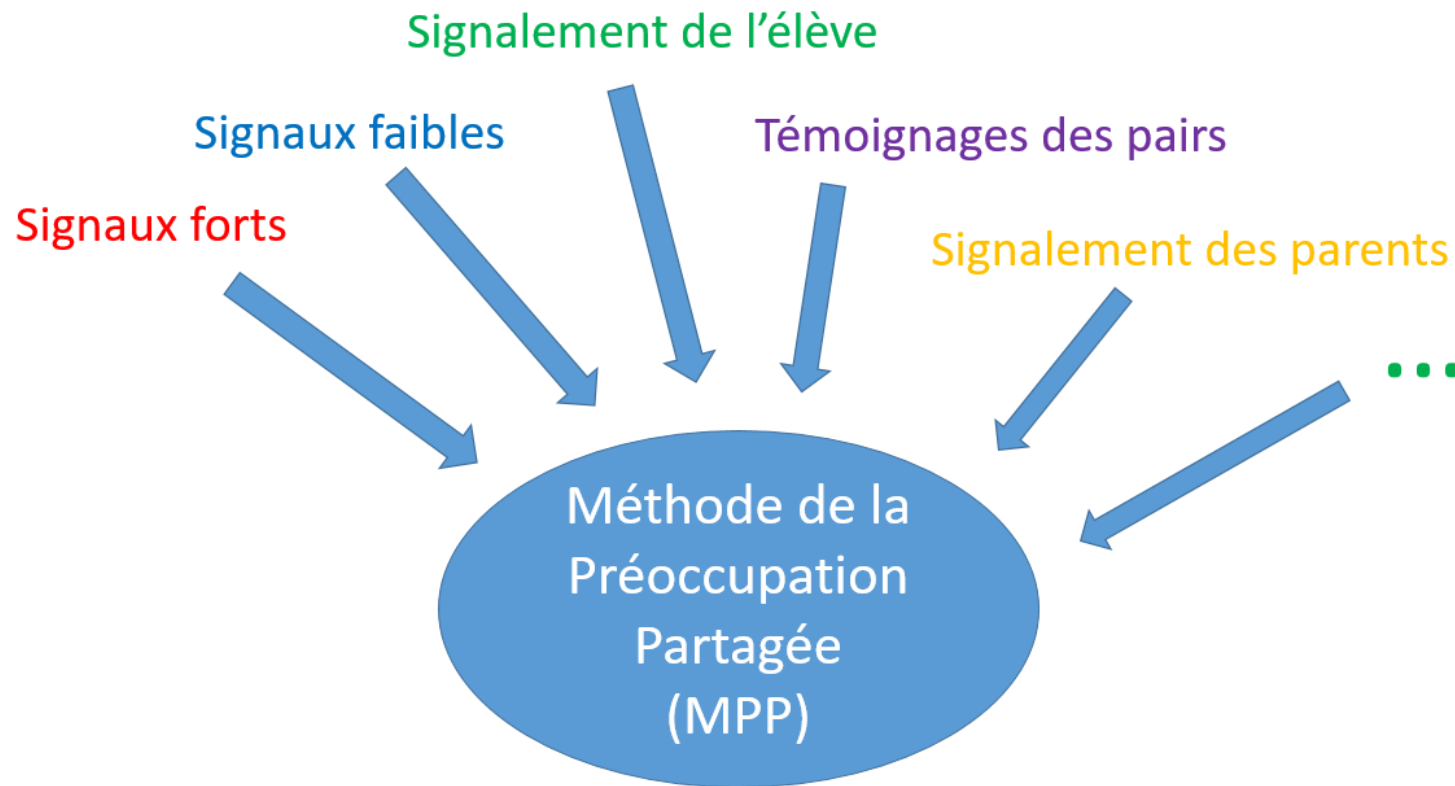 Signalement de l’élève
Signaux faibles
Témoignages des pairs
Signaux forts
Signalement des parents
...
Méthode de la
Préoccupation
Partagée
(MPP)